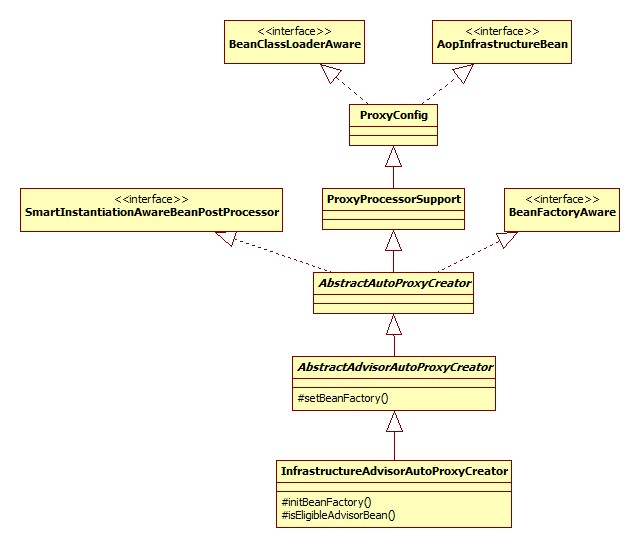 <<interface>>
BeanClassLoaderAware
<<interface>>
AopInfrastructureBean
ProxyConfig
<<interface>>
SmartInstantiationAwareBeanPostProcessor
ProxyProcessorSupport
<<interface>>
BeanFactoryAware
AbstractAutoProxyCreator
AbstractAdvisorAutoProxyCreator
#setBeanFactory()
InfrastructureAdvisorAutoProxyCreator
#initBeanFactory()
#isEligibleAdvisorBean()